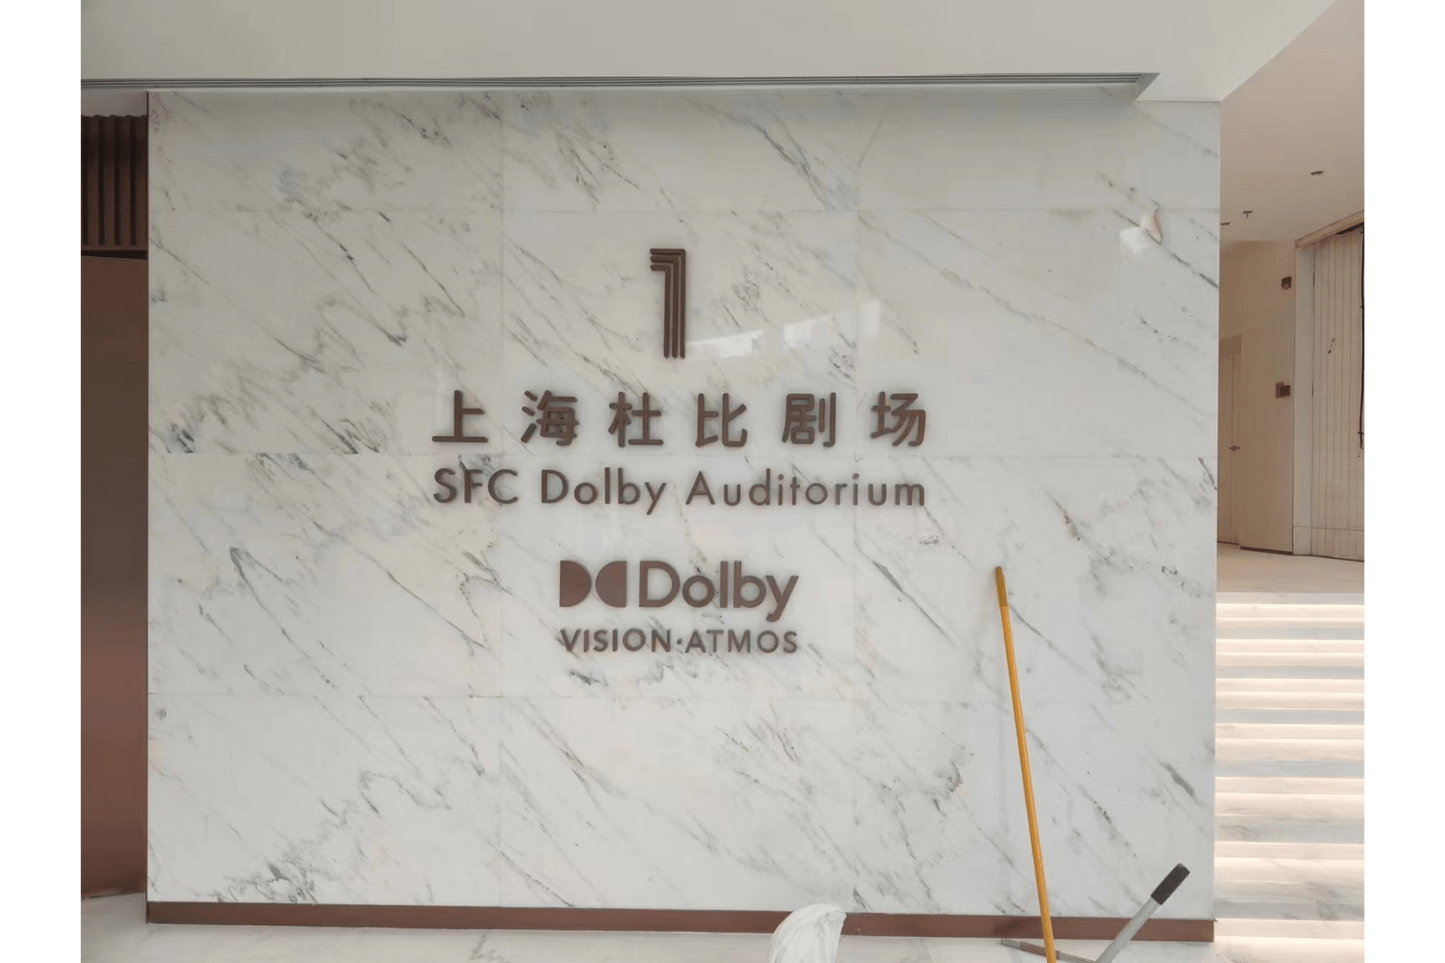 1
上海杜比剧场
SFC Dolby Auditorium
Dolby
VISION·ATMOS